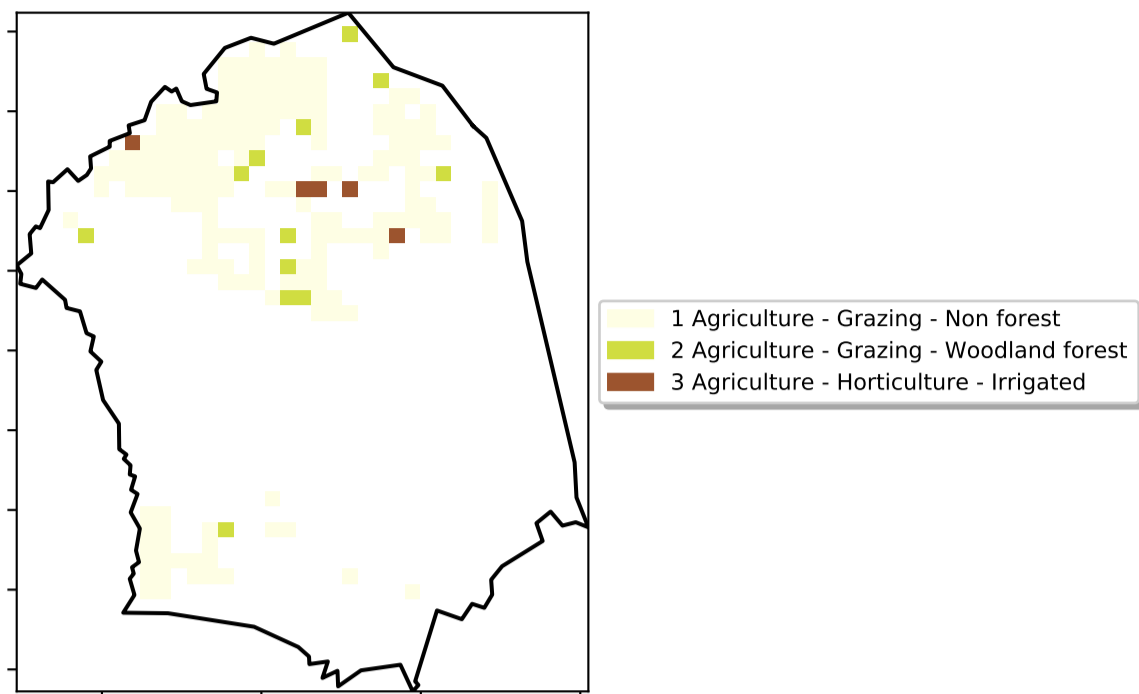 1 Agriculture - Grazing - Non forest
2 Agriculture - Grazing - Woodland forest
3 Agriculture - Horticulture - Irrigated